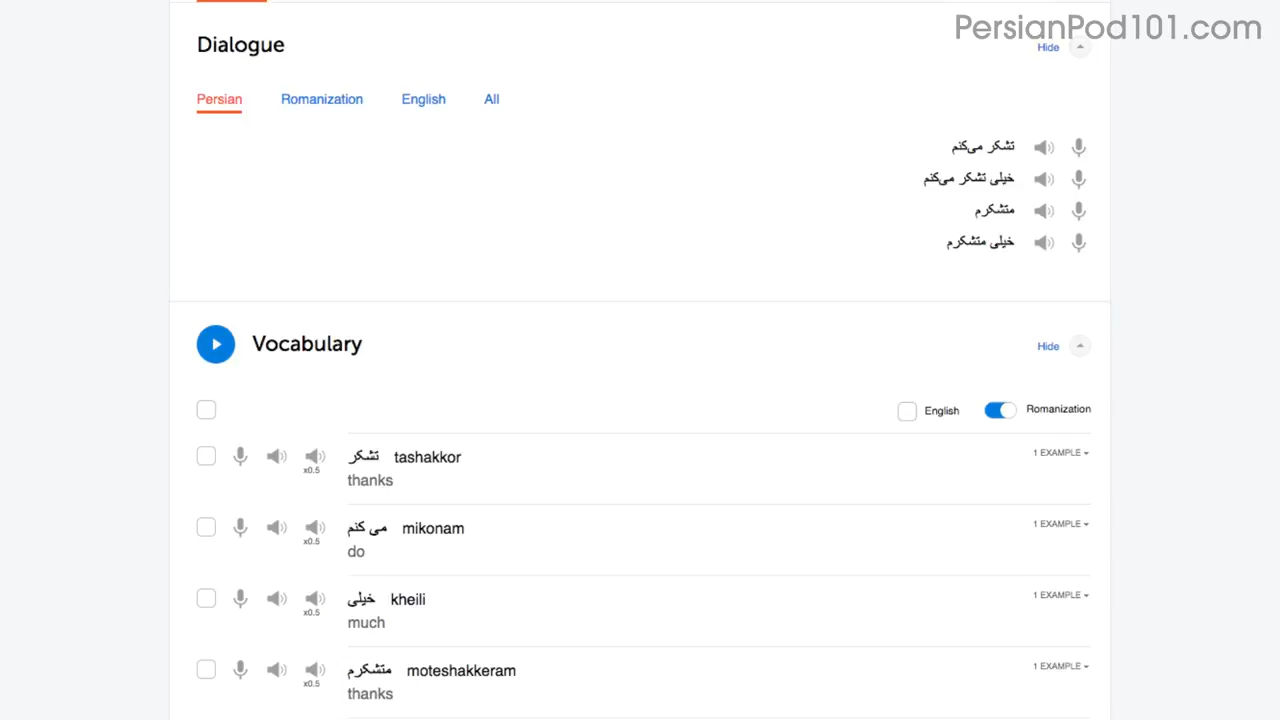 PersianPod101.com
Dialogue
Hide
Persian Romanization English All
تشکر می‌کنم
خیلی تشکر می‌کنم
متشکرم
خیلی متشکرم
Vocabulary
Hide
English Romanization
تشکر tashakkor
1 EXAMPLE
x0.5
thanks
می کنم mikonam
1 EXAMPLE
x0.5
do
خیلی kheili
1 EXAMPLE
x0.5
much
متشکرم moteshakkeram
1 EXAMPLE
x0.5
thanks